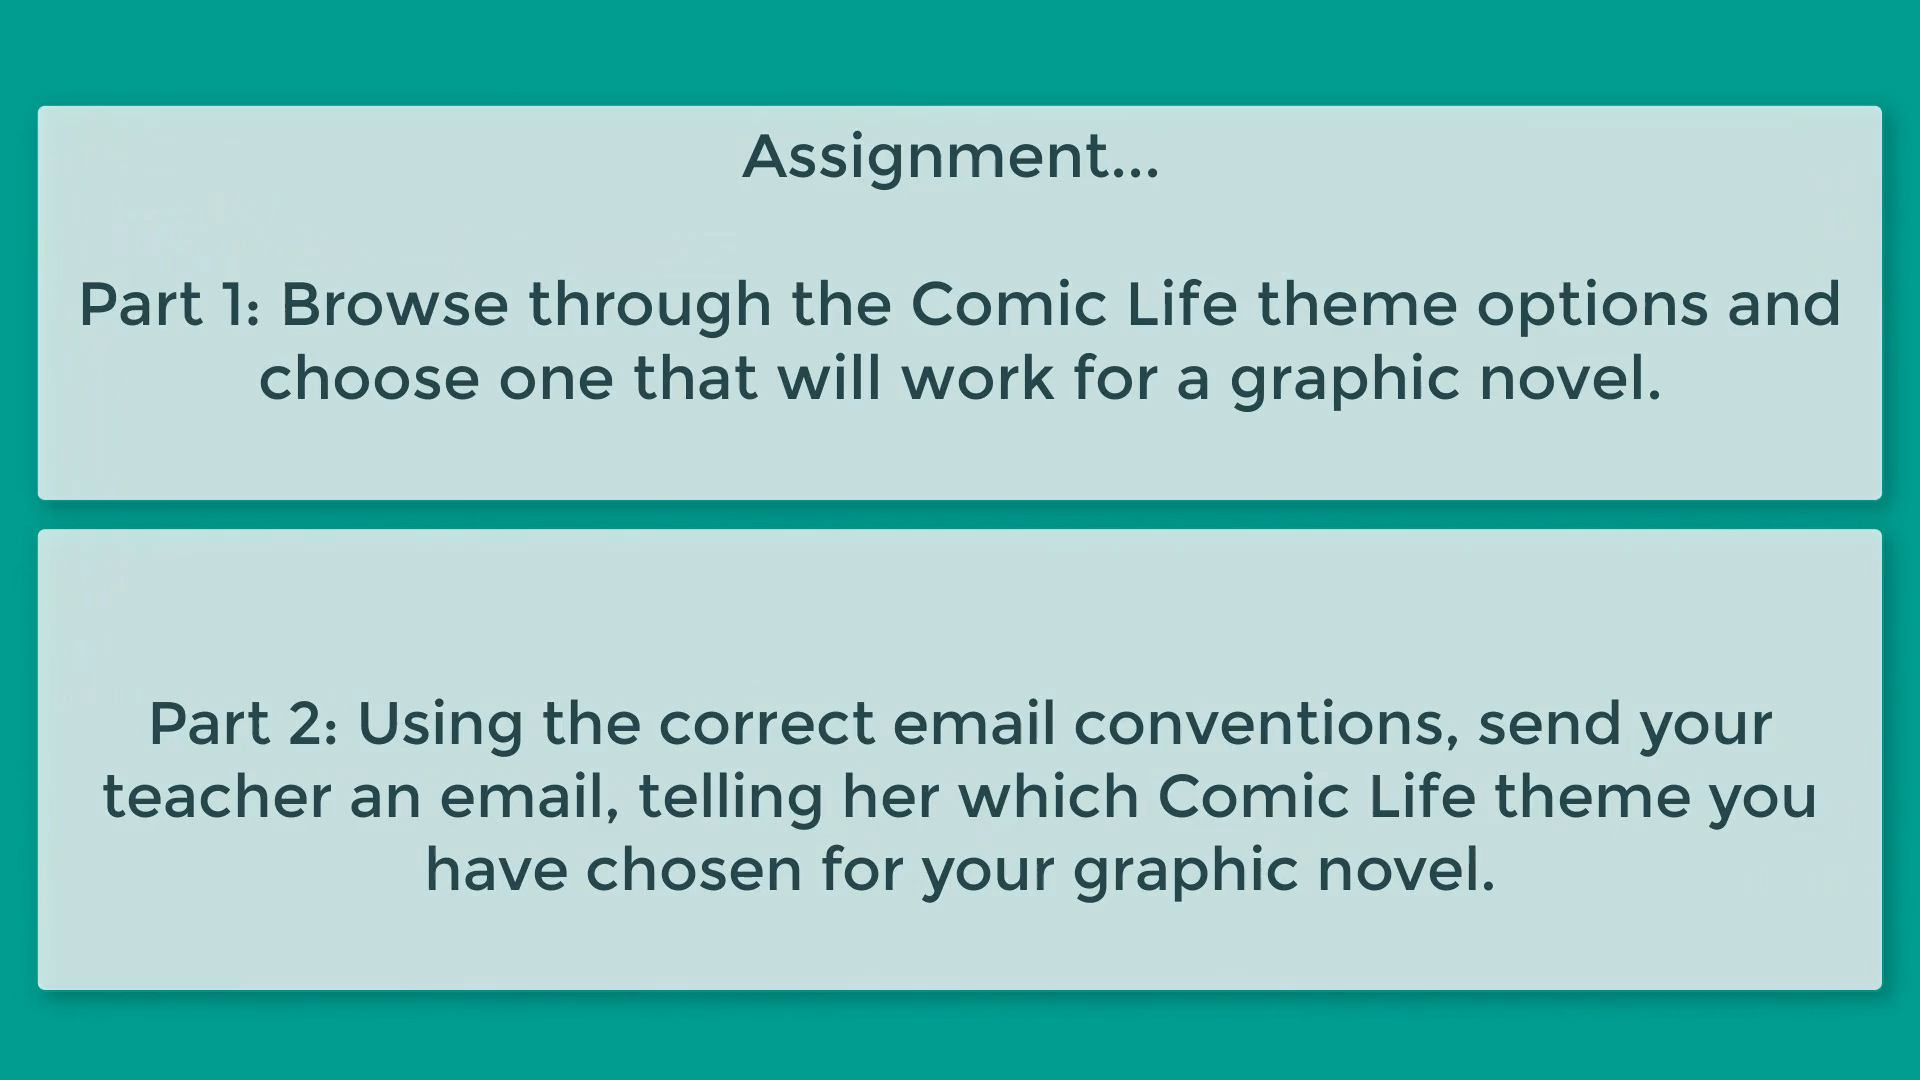 Assignment...
Part 1: Browse through the Comic Life theme options and
choose one that will work for a graphic novel.
Part 2: Using the correct email conventions, send your
teacher an email, telling her which Comic Life theme you
have chosen for your graphic novel.